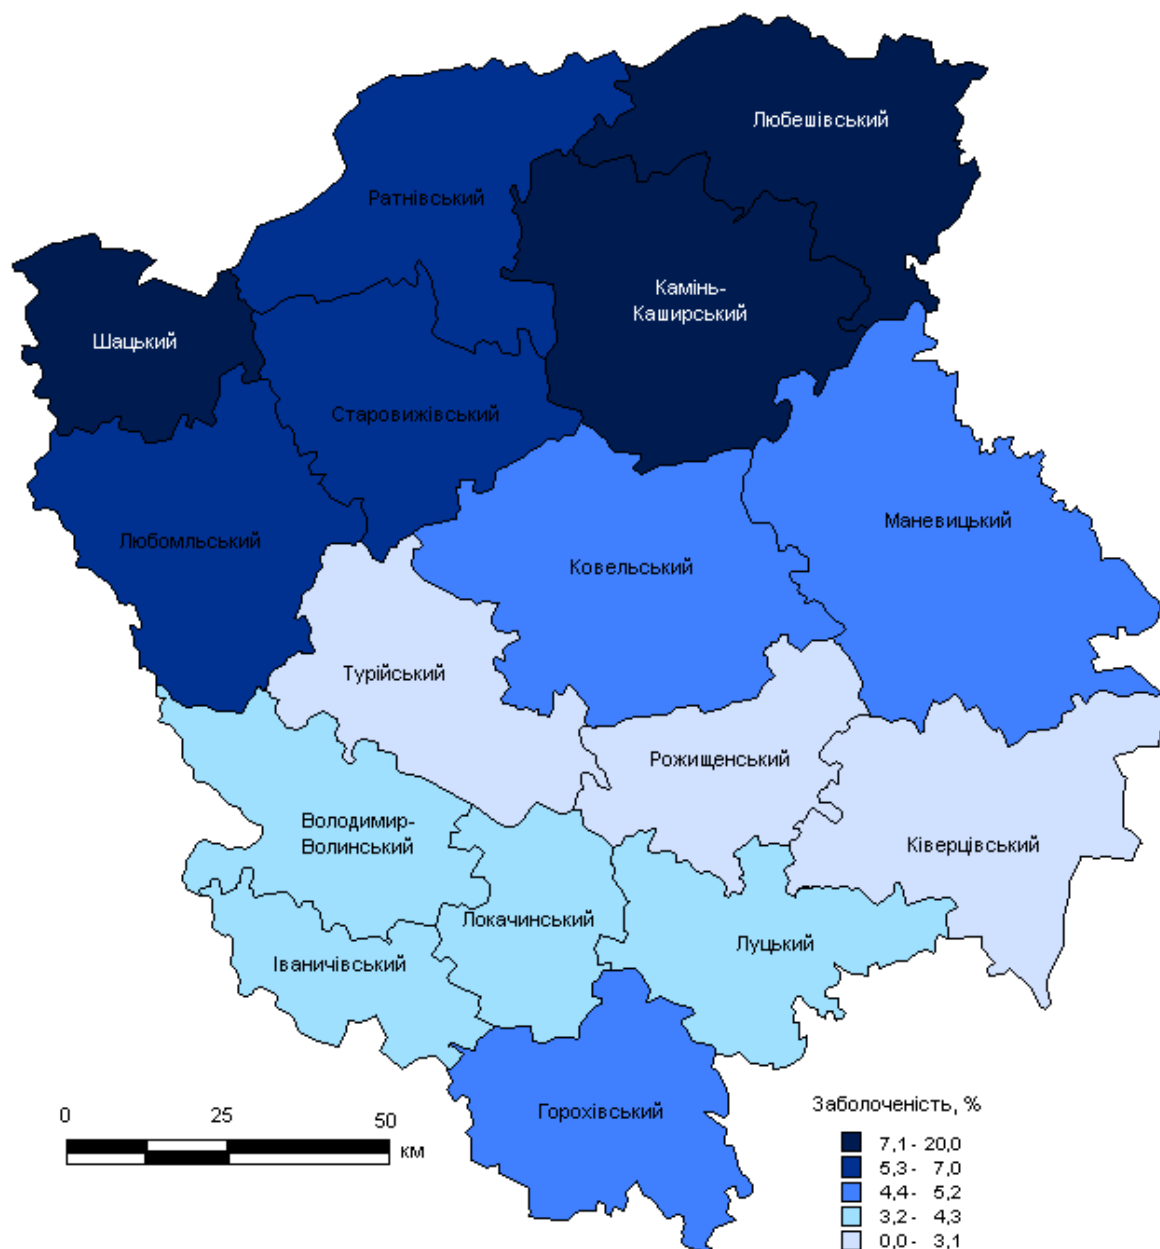 Любешівський
Ратнівський
Камінь-
Каширський
Шацький
Старовижівський
Маневицький
Любомльський
Ковельський
Турійський
Рожищенський
Володимир-
Волинський
Ківерцівський
Локачинський
Луцький
Іваничівський
Горохівський
0 25 50
км
Заболоченість, %
7,1 - 20,0
5,3 - 7,0
4,4 - 5,2
3,2 - 4,3
0,0 - 3,1